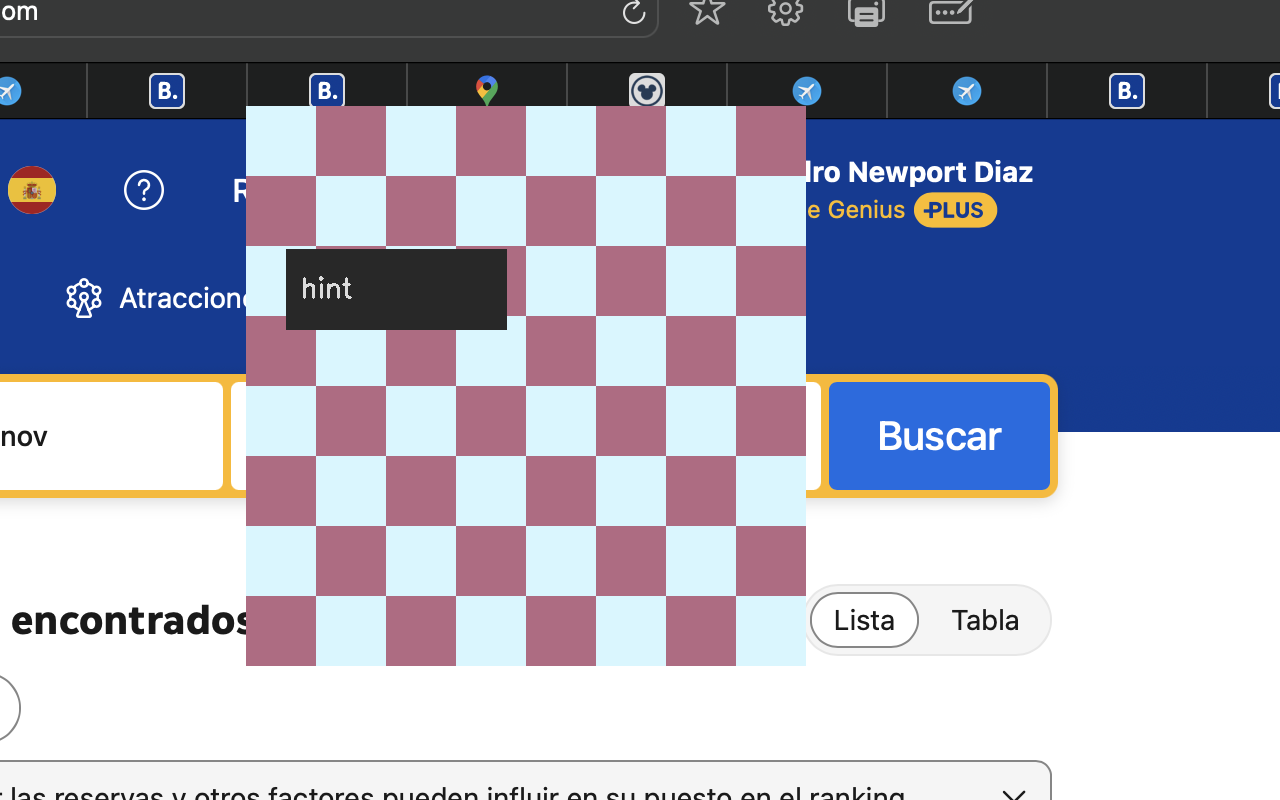 om
B.
B.
B.
Newport Diaz
e Genius PLUS
Atraccione
hint
nov
Buscar
encontrados
Lista
Tabla
las reservas y otros factores pueden influir en su puesto en el ranking